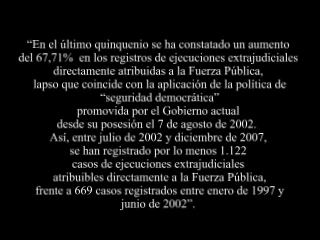 “En el último quinquenio se ha constatado un aumento
del 67,71%  en los registros de ejecuciones extrajudiciales
directamente atribuidas a la Fuerza Pública,
lapso que coincide con la aplicación de la política de
“seguridad democrática”
promovida por el Gobierno actual
desde su posesión el 7 de agosto de 2002.
Así, entre julio de 2002 y diciembre de 2007,
se han registrado por lo menos 1.122
casos de ejecuciones extrajudiciales
atribuibles directamente a la Fuerza Pública,
frente a 669 casos registrados entre enero de 1997 y
junio de 2002”.